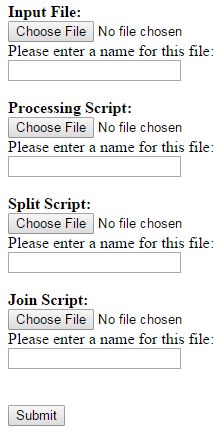 Input File:
Choose File No file chosen
Please enter a name for this file:
Processing Script:
Choose File No file chosen
Please enter a name for this file:
Split Script:
Choose File No file chosen
Please enter a name for this file:
Join Script:
Choose File No file chosen
Please enter a name for this file:
Submit